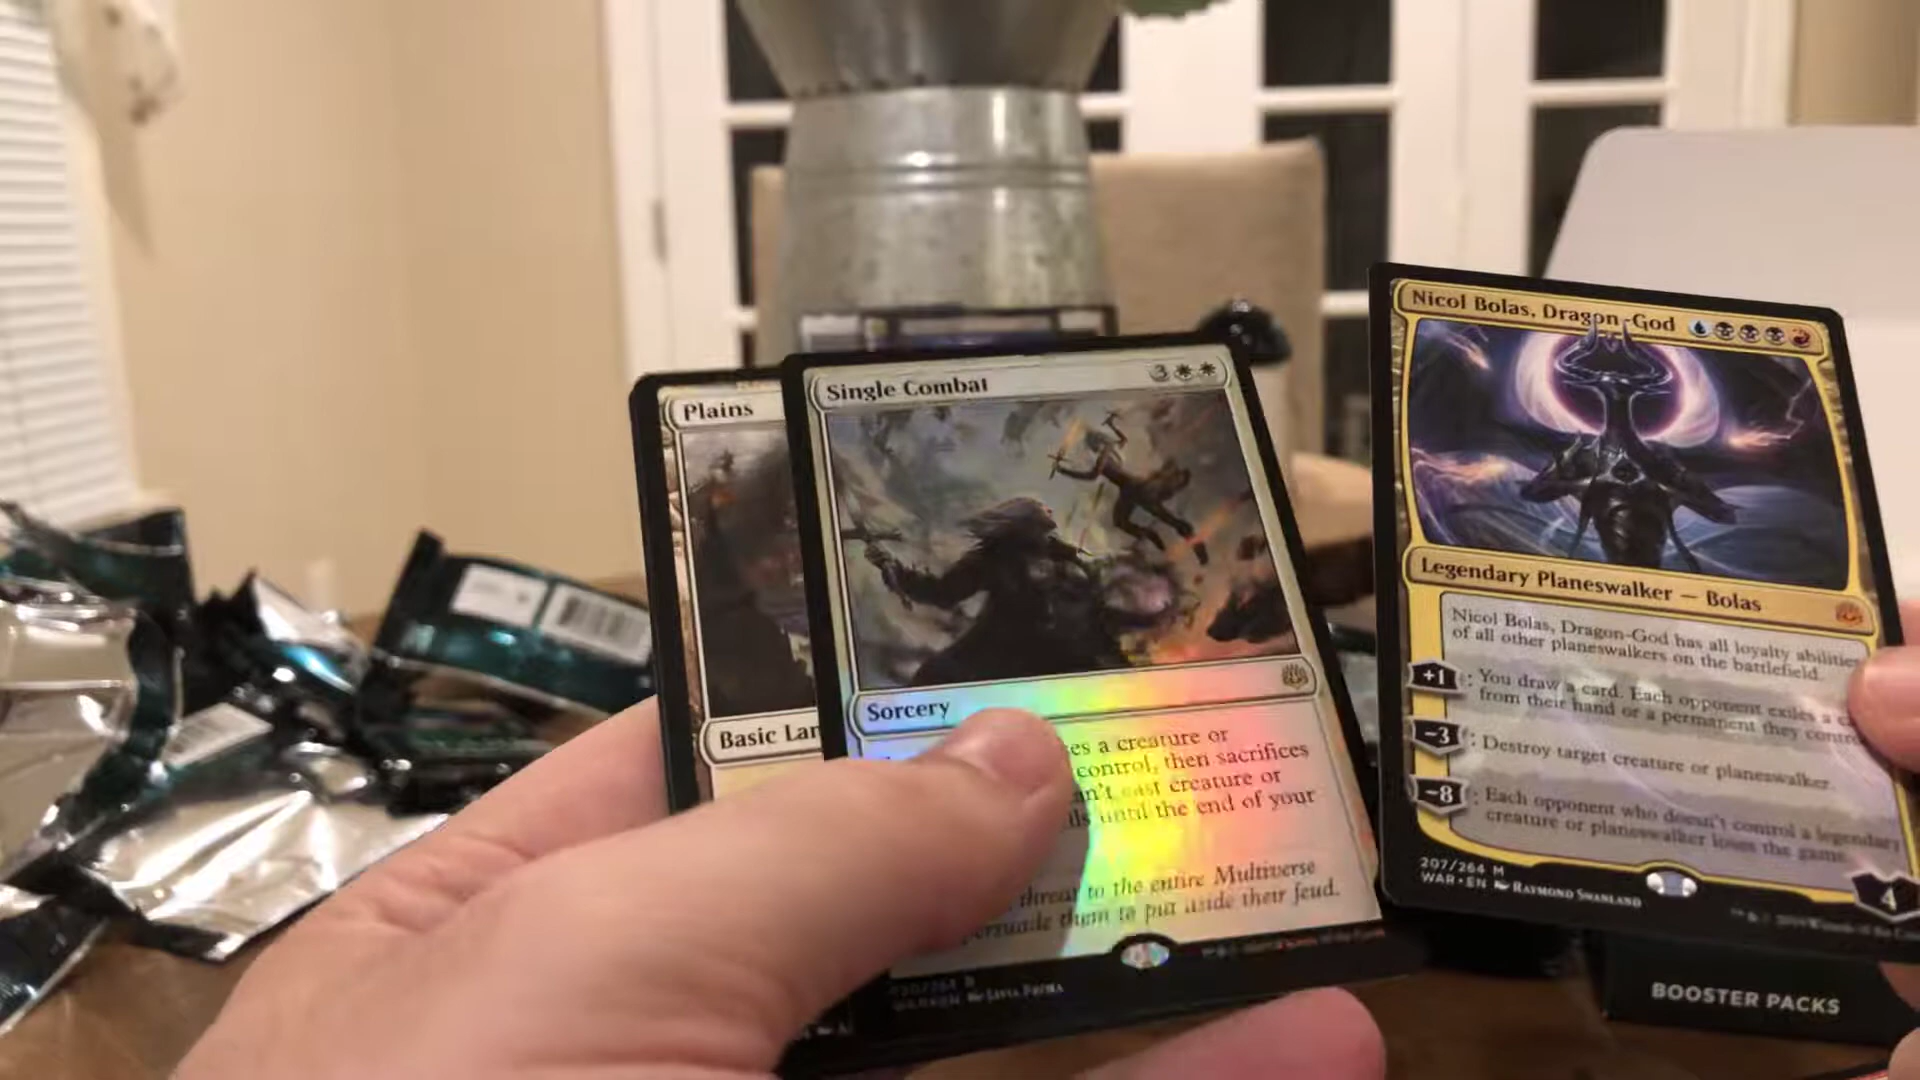 Plains
Basic Lan
Single Combat
3
Sorcery
es a creature or
control, then sacrifices
an't cast creature or
ls until the end of your
threat to the entire Multiverse
persuade them to put aside their feud.
Nicol Bolas, Dragon-God
Legendary Planeswalker — Bolas
Nicol Bolas, Dragon-God has all loyalty abilities
of all other planeswalkers on the battlefield.
+1: You draw a card. Each opponent exiles a c
from their hand or a permanent they contro
−3: Destroy target creature or planeswalker.
−8: Each opponent who doesn't control a legendary
creature or planeswalker loses the game.
207/264 M
WAR • EN Raymond Swanland
4
BOOSTER PACKS